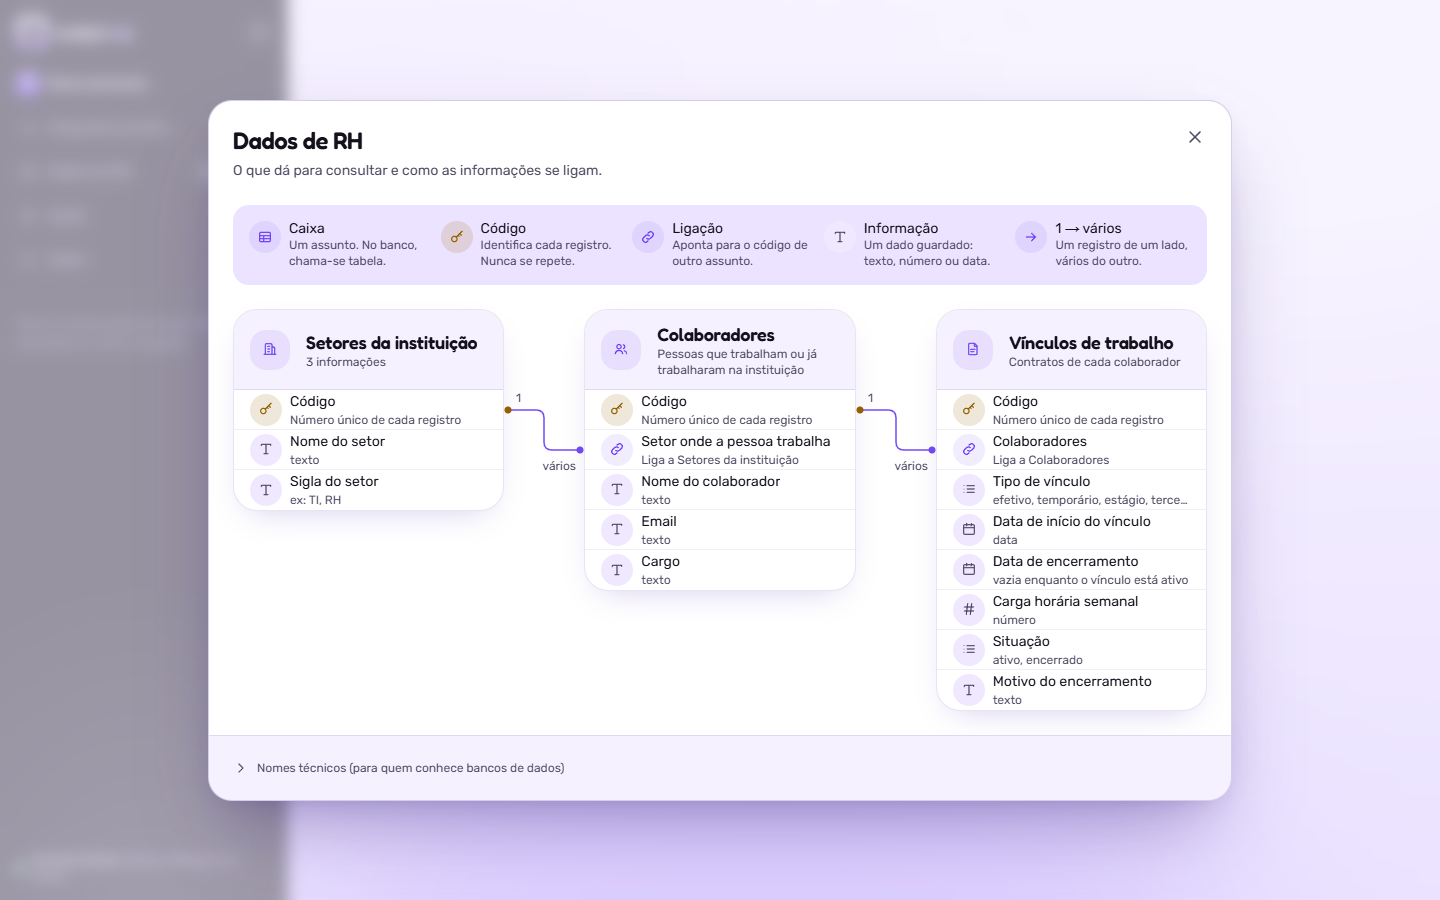 Dados de RH
O que dá para consultar e como as informações se ligam.
Caixa
Um assunto. No banco,
chama-se tabela.
Código
Identifica cada registro.
Nunca se repete.
Ligação
Aponta para o código de
outro assunto.
Informação
Um dado guardado:
texto, número ou data.
1 → vários
Um registro de um lado,
vários do outro.
Setores da instituição
3 informações
Código
Número único de cada registro
Nome do setor
texto
Sigla do setor
ex: TI, RH
1
vários
Colaboradores
Pessoas que trabalham ou já
trabalharam na instituição
Código
Número único de cada registro
Setor onde a pessoa trabalha
Liga a Setores da instituição
Nome do colaborador
texto
Email
texto
Cargo
texto
1
vários
Vínculos de trabalho
Contratos de cada colaborador
Código
Número único de cada registro
Colaboradores
Liga a Colaboradores
Tipo de vínculo
efetivo, temporário, estágio, terce...
Data de início do vínculo
data
Data de encerramento
vazia enquanto o vínculo está ativo
Carga horária semanal
número
Situação
ativo, encerrado
Motivo do encerramento
texto
Nomes técnicos (para quem conhece bancos de dados)